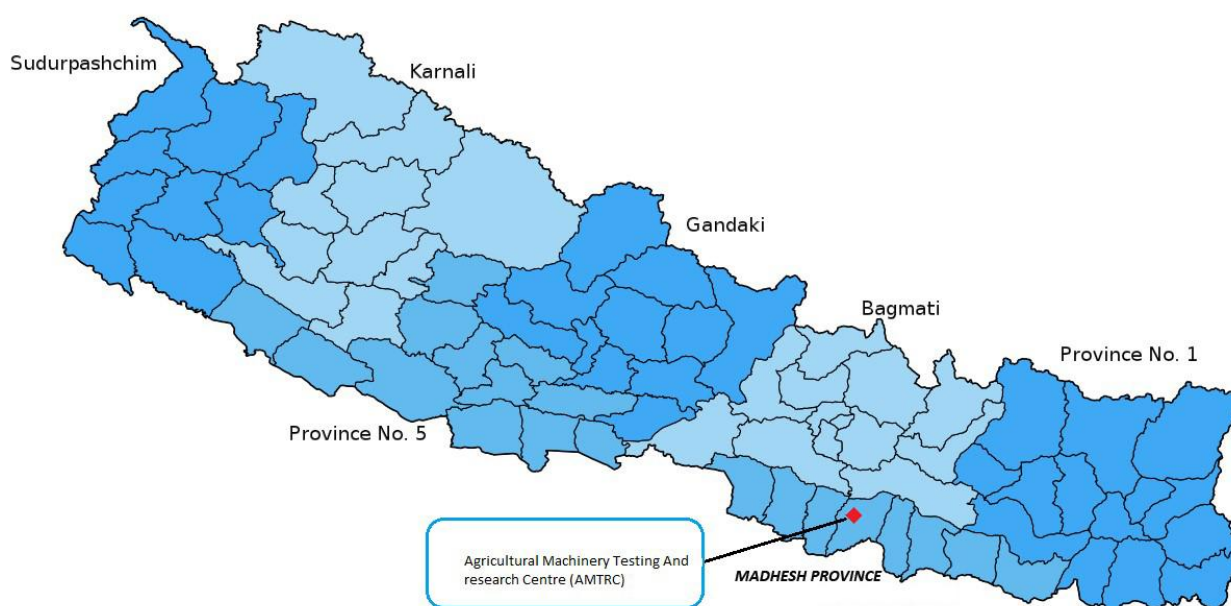 Sudurpashchim
Karnali
Gandaki
Bagmati
Province No. 1
Province No. 5
Agricultural Machinery Testing And
research Centre (AMTRC)
MADHESH PROVINCE